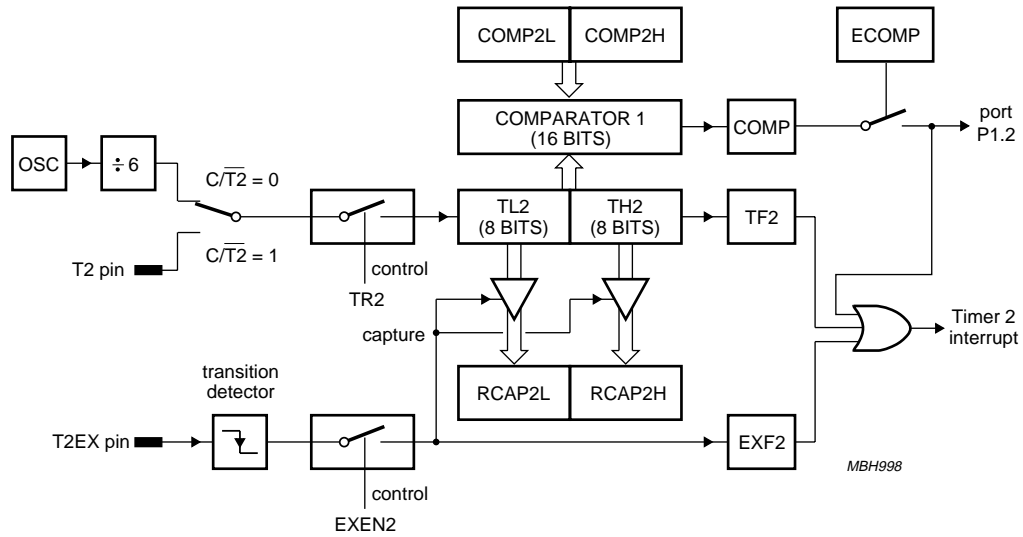 COMP2L COMP2H ECOMP
COMPARATOR 1
(16 BITS)
COMP
port
P1.2
OSC ÷ 6
C/T2̅ = 0
C/T2̅ = 1
T2 pin
control
TR2
TL2
(8 BITS)
TH2
(8 BITS)
TF2
capture
Timer 2
interrupt
transition
detector
RCAP2L RCAP2H
T2EX pin
EXF2
control
EXEN2
MBH998